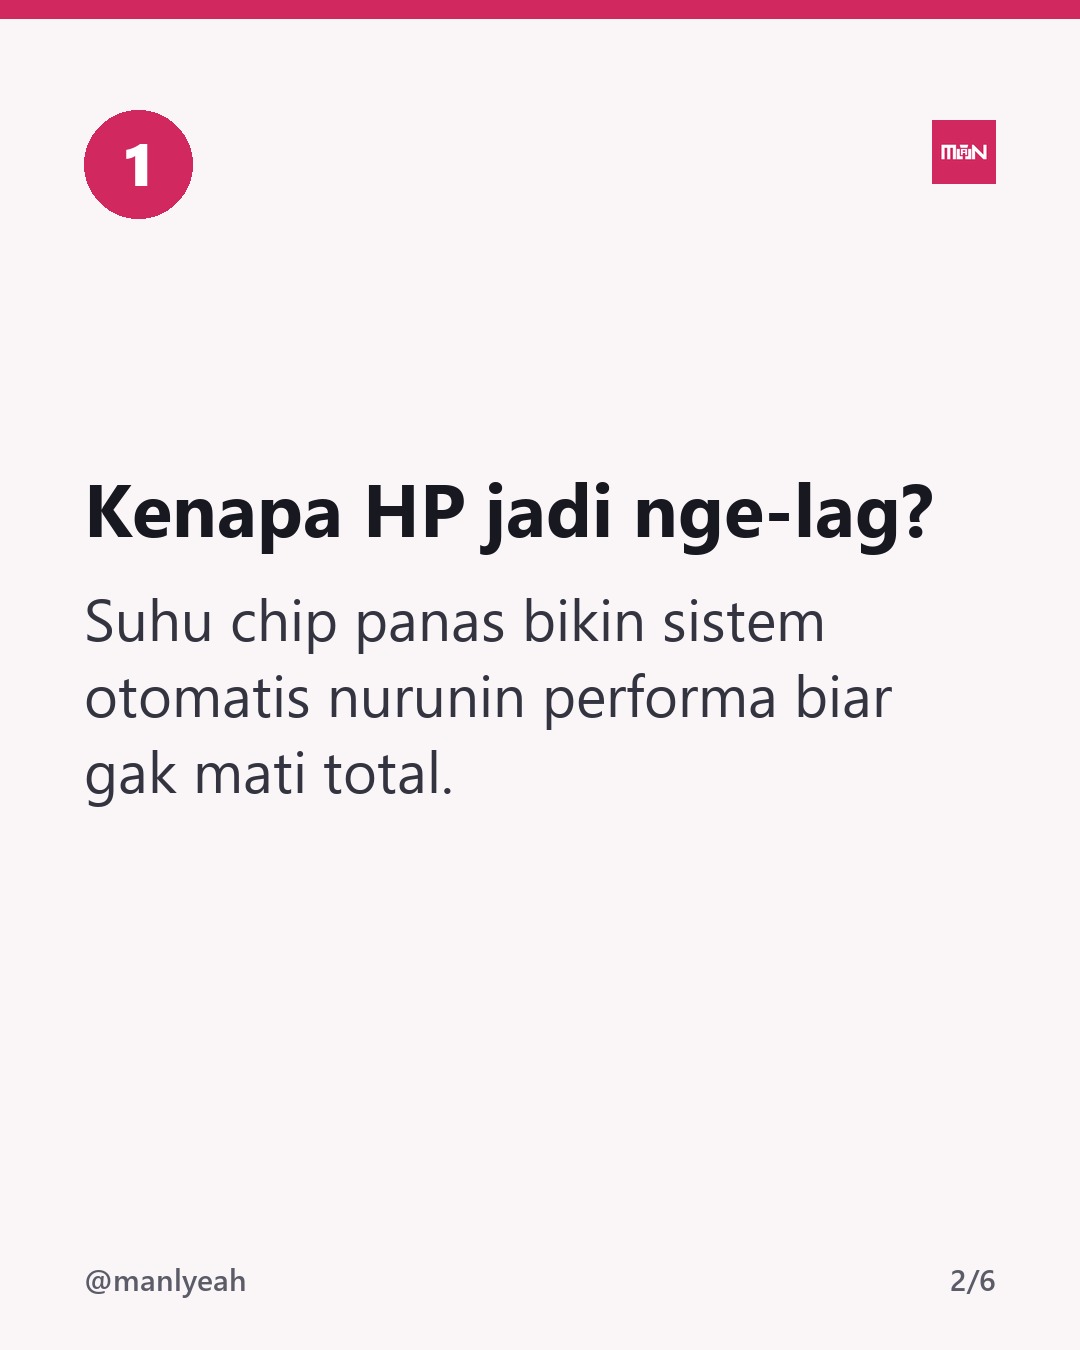 1
MAN
Kenapa HP jadi nge-lag?
Suhu chip panas bikin sistem
otomatis nurunin performa biar
gak mati total.
@manlyeah
2/6